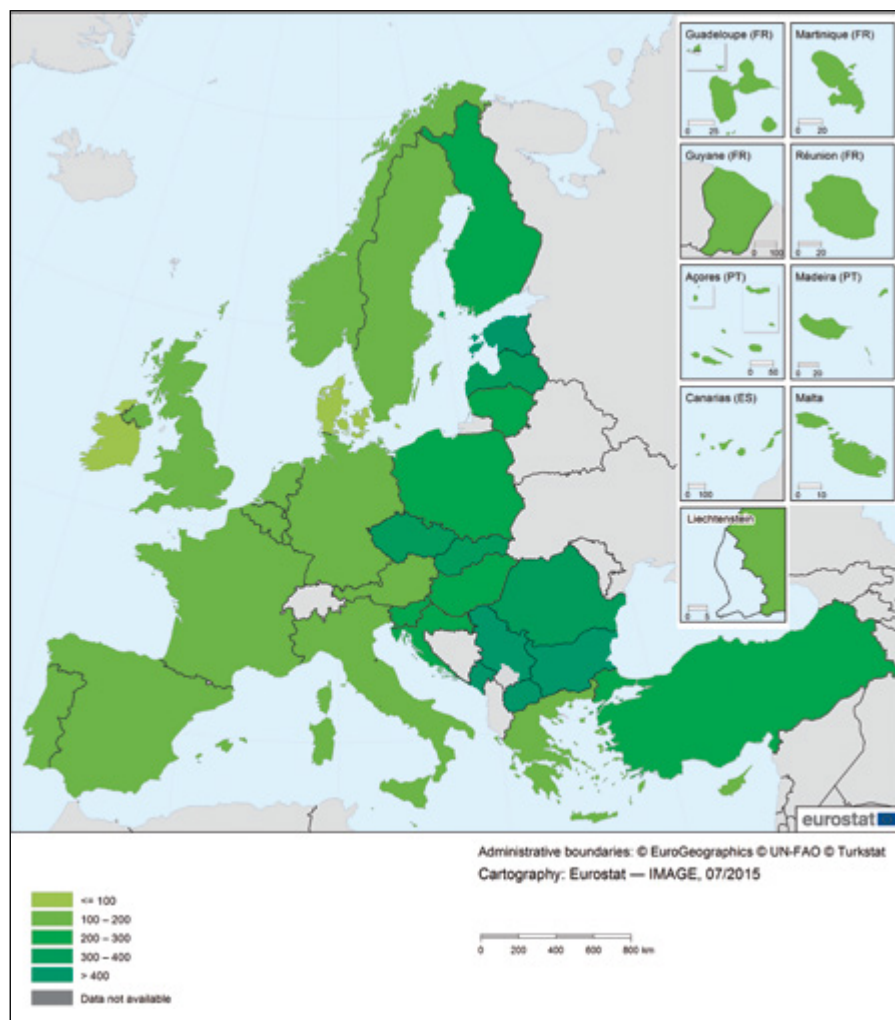 Guadeloupe (FR)
0 25
Martinique (FR)
0 20
Guyane (FR)
0 100
Réunion (FR)
0 20
Açores (PT)
0 50
Madeira (PT)
0 20
Canarias (ES)
0 100
Malta
0 10
Liechtenstein
0 5
eurostat
Administrative boundaries: © EuroGeographics © UN-FAO © Turkstat
Cartography: Eurostat — IMAGE, 07/2015
<= 100
100 – 200
200 – 300
300 – 400
> 400
Data not available
0 200 400 600 800 km